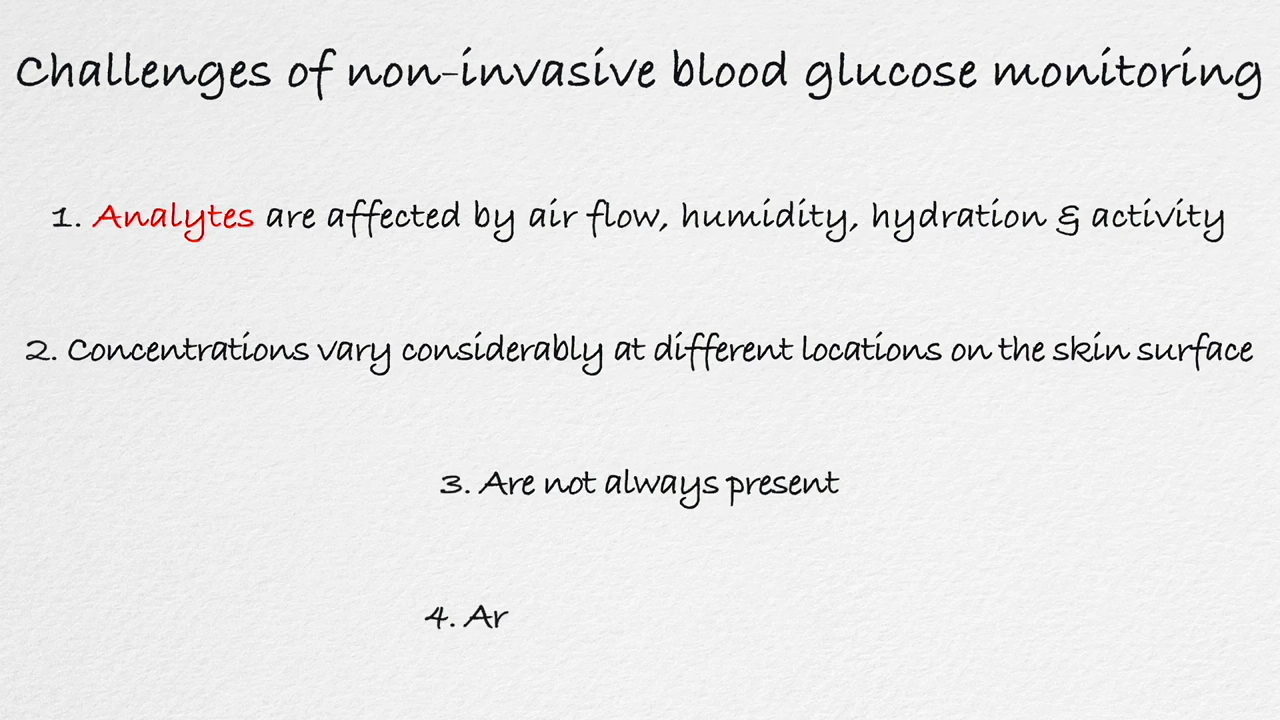 Challenges of non-invasive blood glucose monitoring
1. Analytes are affected by air flow, humidity, hydration & activity
2. Concentrations vary considerably at different locations on the skin surface
3. Are not always present
4. Ar